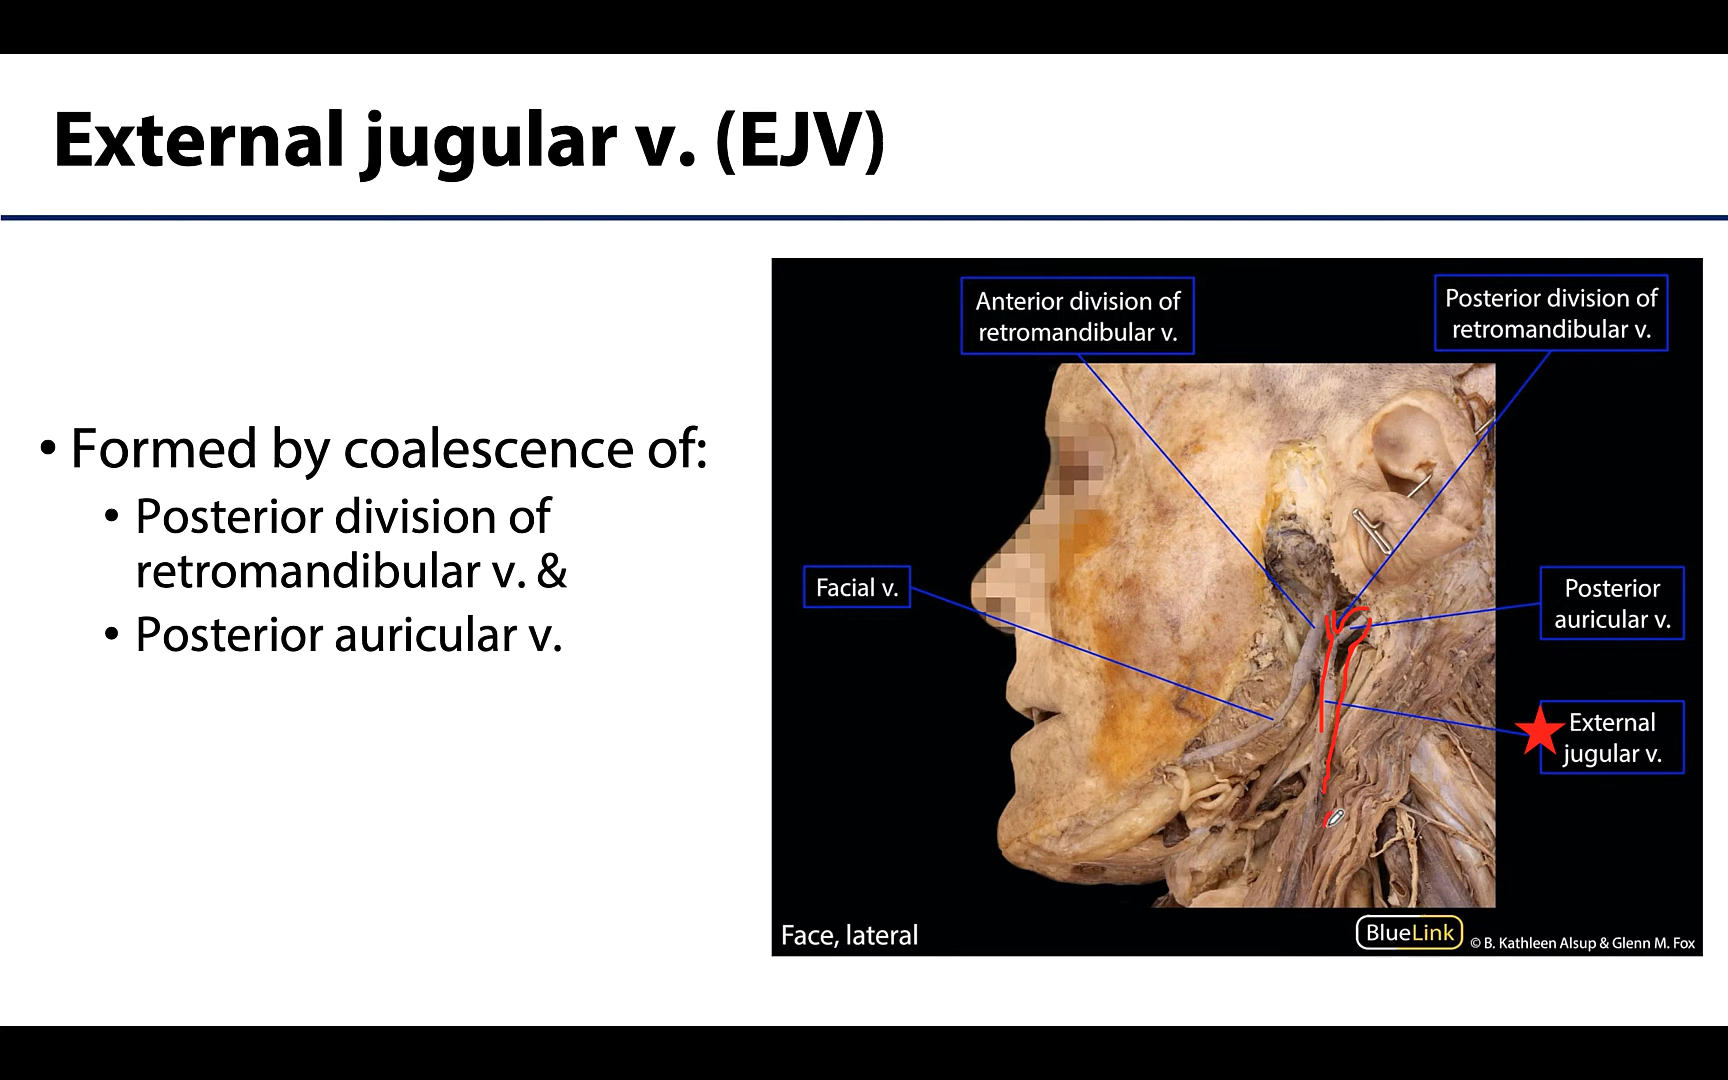 External jugular v. (EJV)
• Formed by coalescence of:
• Posterior division of
retromandibular v. &
• Posterior auricular v.
Anterior division of
retromandibular v.
Posterior division of
retromandibular v.
Facial v.
Posterior
auricular v.
External
jugular v.
Face, lateral
BlueLink
© B. Kathleen Alsup & Glenn M. Fox